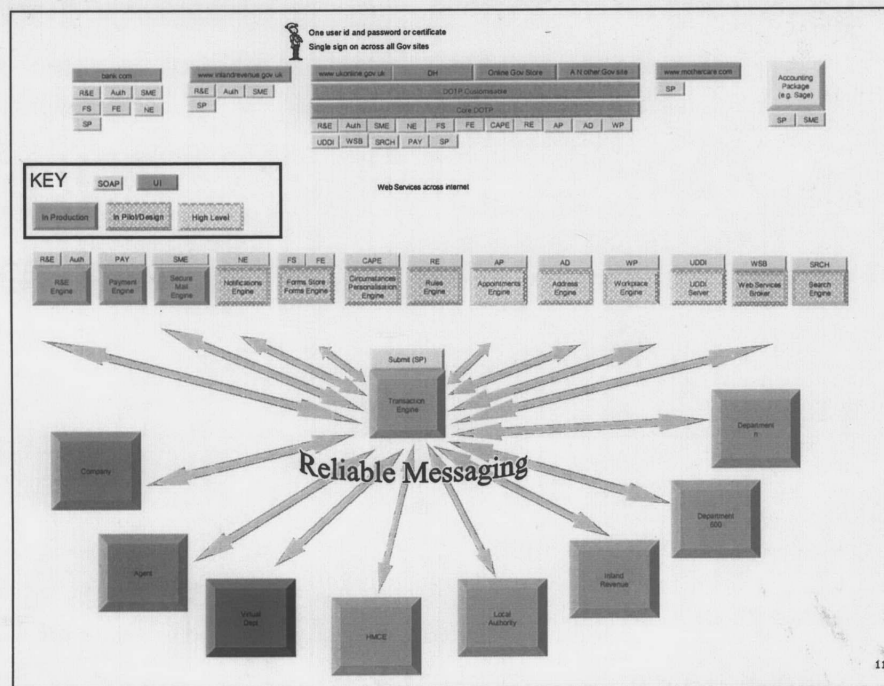 One user id and password or certificate
Single sign on across all Gov sites
bank.com
R&E Auth SME
FS FE NE
SP
www.inlandrevenue.gov.uk
R&E Auth SME
SP
www.ukonline.gov.uk DH Online Gov Store A N other Gov site
DOTP Customisable
Core DOTP
R&E Auth SME NE FS FE CAPE RE AP AD WP
UDDI WSB SRCH PAY SP
www.mothercare.com
SP
Accounting
Package
(e.g. Sage)
SP SME
KEY SOAP UI
In Production In Pilot/Design High Level
Web Services across internet
R&E Auth PAY SME NE FS FE CAPE RE AP AD WP UDDI WSB SRCH
R&E
Engine
Payment
Engine
Secure
Mail
Engine
Notifications
Engine
Forms Store
Forms Engine
Circumstances
Personalisation
Engine
Rules
Engine
Appointments
Engine
Address
Engine
Workplace
Engine
UDDI
Server
Web Services
Broker
Search
Engine
Submit (SP)
Transaction
Engine
Reliable Messaging
Company
Agent
Virtual
Dept
HMCE
Local
Authority
Inland
Revenue
Department
600
Department
n
11